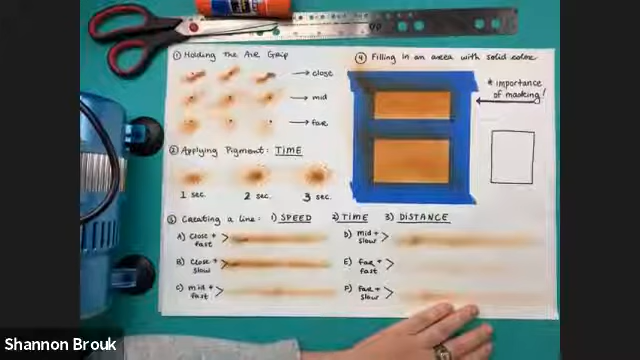 ① Holding the Air Grip
→ close
→ mid
→ far
② Applying Pigment: TIME
1 sec. 2 sec. 3 sec.
③ Creating a line: 1) SPEED 2) TIME 3) DISTANCE
A) Close + fast >
B) Close + slow >
C) mid + fast >
D) mid + slow >
E) far + fast >
F) far + slow >
④ Filling in an area with solid color
* importance
of masking!
Shannon Brouk